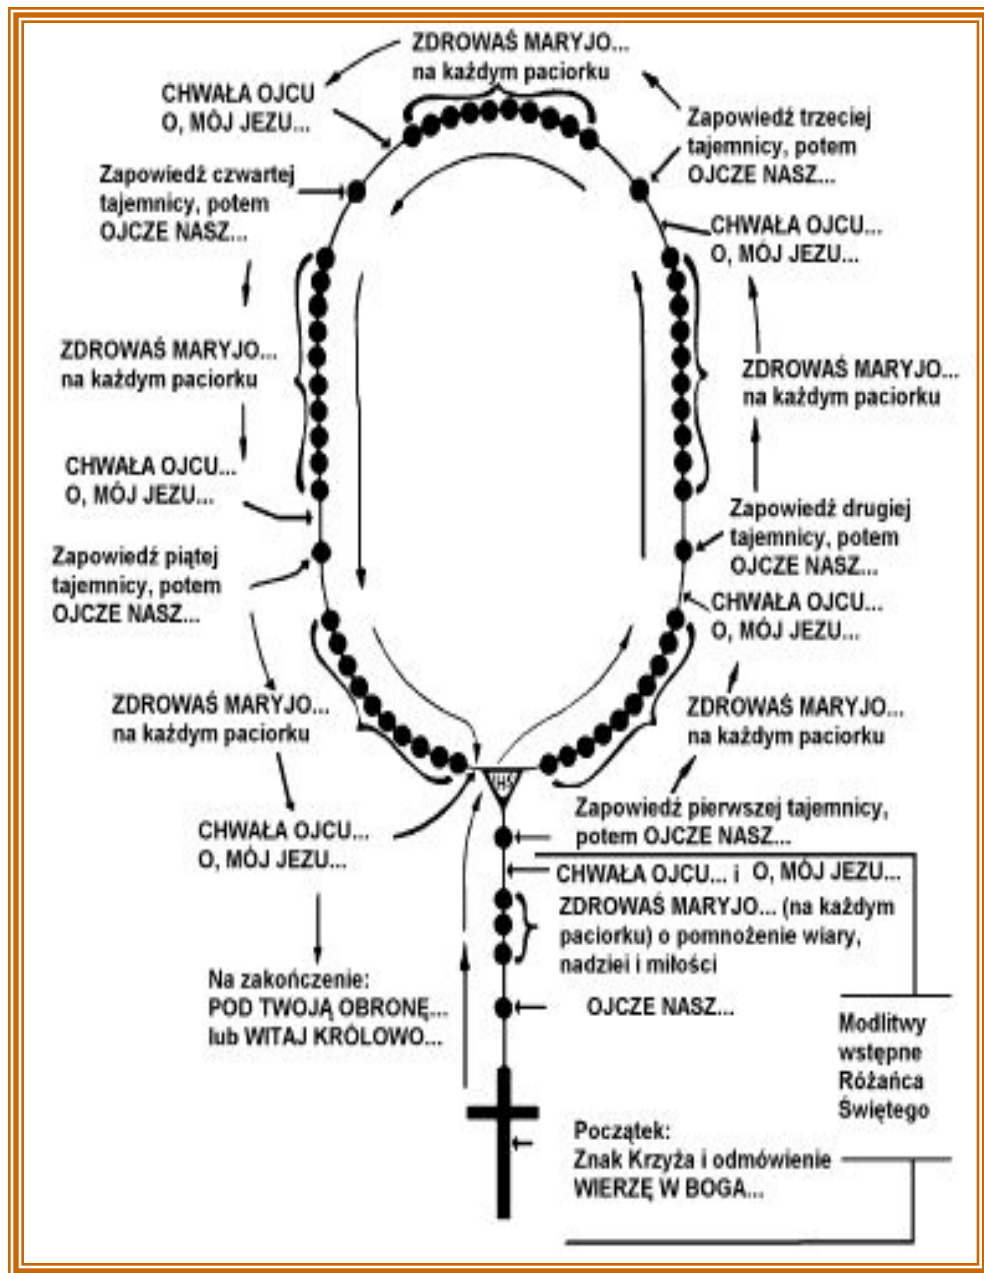 ZDROWAŚ MARYJO...
na każdym paciorku
CHWAŁA OJCU
O, MÓJ JEZU...
Zapowiedź trzeciej
tajemnicy, potem
OJCZE NASZ...
Zapowiedź czwartej
tajemnicy, potem
OJCZE NASZ...
CHWAŁA OJCU...
O, MÓJ JEZU...
ZDROWAŚ MARYJO...
na każdym paciorku
ZDROWAŚ MARYJO...
na każdym paciorku
CHWAŁA OJCU...
O, MÓJ JEZU...
Zapowiedź drugiej
tajemnicy, potem
OJCZE NASZ...
Zapowiedź piątej
tajemnicy, potem
OJCZE NASZ...
CHWAŁA OJCU...
O, MÓJ JEZU...
ZDROWAŚ MARYJO...
na każdym paciorku
ZDROWAŚ MARYJO...
na każdym paciorku
IHS
Zapowiedź pierwszej tajemnicy,
potem OJCZE NASZ...
CHWAŁA OJCU...
O, MÓJ JEZU...
CHWAŁA OJCU... i O, MÓJ JEZU...
ZDROWAŚ MARYJO... (na każdym
paciorku) o pomnożenie wiary,
nadziei i miłości
Na zakończenie:
POD TWOJĄ OBRONĘ...
lub WITAJ KRÓLOWO...
OJCZE NASZ...
Modlitwy
wstępne
Różańca
Świętego
Początek:
Znak Krzyża i odmówienie
WIERZĘ W BOGA...